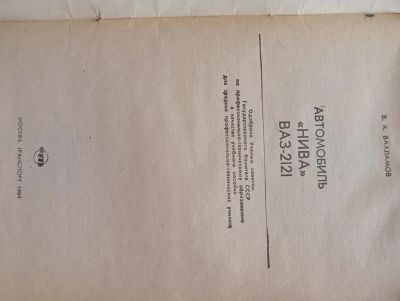 В. К. ВАХЛАМОВ
АВТОМОБИЛЬ
«НИВА»
ВАЗ-2121
Одобрено Ученым советом
Государственного Комитета СССР
по профессионально-техническому образованию
в качестве учебного пособия
для средних профессионально-технических училищ
МОСКВА «ТРАНСПОРТ» 1984